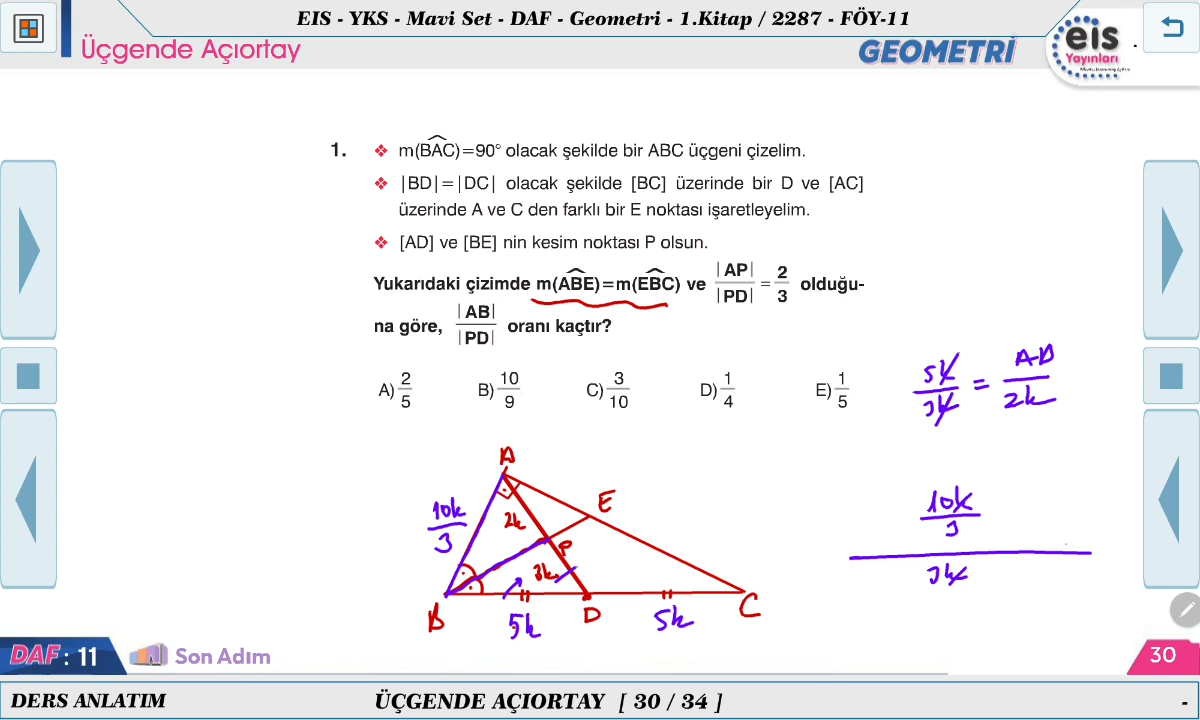 EIS - YKS - Mavi Set - DAF - Geometri - 1.Kitap / 2287 - FÖY-11
Üçgende Açıortay
GEOMETRİ
eis
Yayınları
1. ❖ m(BAC)=90° olacak şekilde bir ABC üçgeni çizelim.
❖ |BD|=|DC| olacak şekilde [BC] üzerinde bir D ve [AC]
üzerinde A ve C den farklı bir E noktası işaretleyelim.
❖ [AD] ve [BE] nin kesim noktası P olsun.
Yukarıdaki çizimde m(ABE)=m(EBC) ve |AP|/|PD| = 2/3 olduğu-
na göre, |AB|/|PD| oranı kaçtır?
A) 2/5 B) 10/9 C) 3/10 D) 1/4 E) 1/5
5k/3k = AB/2k
A
E
10k/3
2k
P
3k
B
D
C
5k
5k
10k/3
3k
DAF : 11
Son Adım
30
DERS ANLATIM
ÜÇGENDE AÇIORTAY [ 30 / 34 ]
-